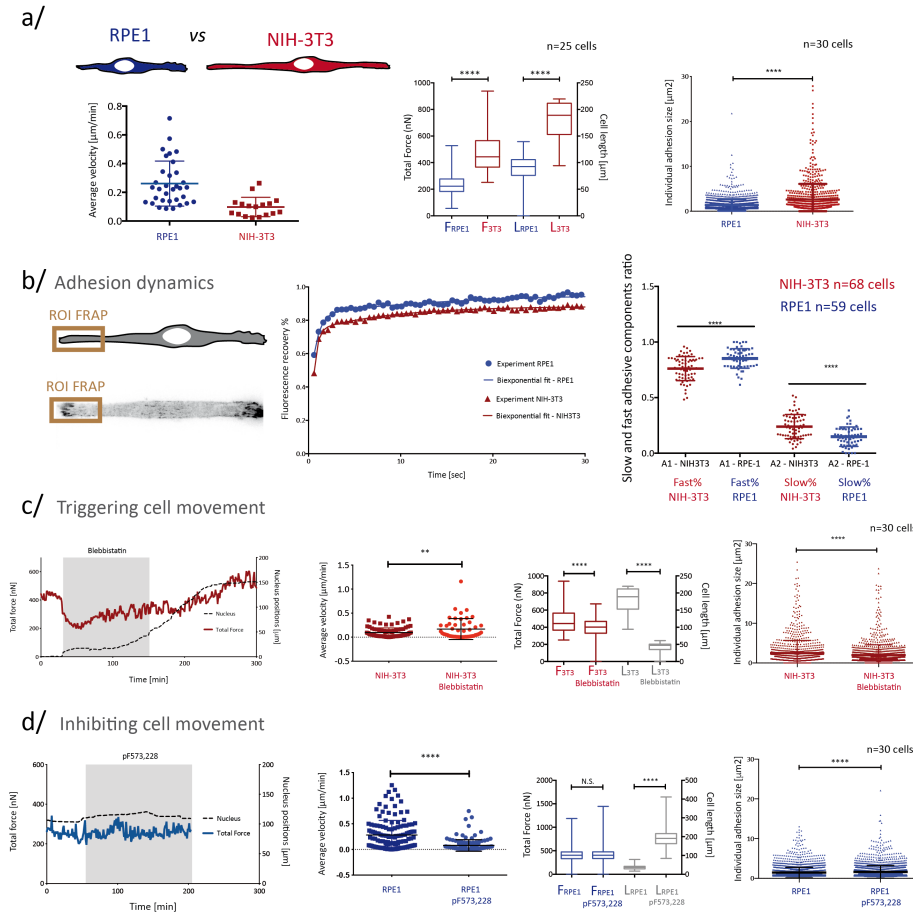 a/
RPE1 vs NIH-3T3
Average velocity [µm/min]
0.8
0.6
0.4
0.2
0.0
RPE1 NIH-3T3
n=25 cells
Total Force (nN)
1000
800
600
400
200
0
**** ****
250
200
150
100
50
0
Cell length [µm]
FRPE1 F3T3 LRPE1 L3T3
n=30 cells
Individual adhesion size [µm2]
30
20
10
0
****
RPE1 NIH-3T3
b/ Adhesion dynamics
ROI FRAP
ROI FRAP
Fluorescence recovery %
1.0
0.8
0.6
0.4
0.2
0.0
Experiment RPE1
Biexponential fit - RPE1
Experiment NIH-3T3
Biexponential fit - NIH3T3
0 10 20 30
Time [sec]
Slow and fast adhesive components ratio
NIH-3T3 n=68 cells
RPE1 n=59 cells
1.5
1.0
0.5
0.0
****
****
A1 - NIH3T3 A1 - RPE-1 A2 - NIH3T3 A2 - RPE-1
Fast% Fast% Slow% Slow%
NIH-3T3 RPE1 NIH-3T3 RPE1
c/ Triggering cell movement
Blebbistatin
Total force (nN)
600
400
200
0
200
150
100
50
0
Nucleus positions [µm]
Nucleus
Total Force
0 100 200 300
Time [min]
Average velocity [µm/min]
1.5
1.0
0.5
0.0
-0.5
**
NIH-3T3 NIH-3T3
Blebbistatin
Total Force (nN)
1000
800
600
400
200
0
**** ****
250
200
150
100
50
0
Cell length [µm]
F3T3 F3T3 L3T3 L3T3
Blebbistatin Blebbistatin
n=30 cells
Individual adhesion size [µm2]
30
20
10
0
****
NIH-3T3 NIH-3T3
Blebbistatin
d/ Inhibiting cell movement
pF573,228
Total force (nN)
600
400
200
0
200
150
100
50
0
Nucleus positions [µm]
Nucleus
Total Force
0 100 200 300
Time [min]
Average velocity [µm/min]
1.5
1.0
0.5
0.0
-0.5
****
RPE1 RPE1
pF573,228
Total Force (nN)
2000
1500
1000
500
0
N.S. ****
500
400
300
200
100
0
Cell length [µm]
FRPE1 FRPE1 LRPE1 LRPE1
pF573,228 pF573,228
n=30 cells
Individual adhesion size [µm2]
30
20
10
0
****
RPE1 RPE1
pF573,228